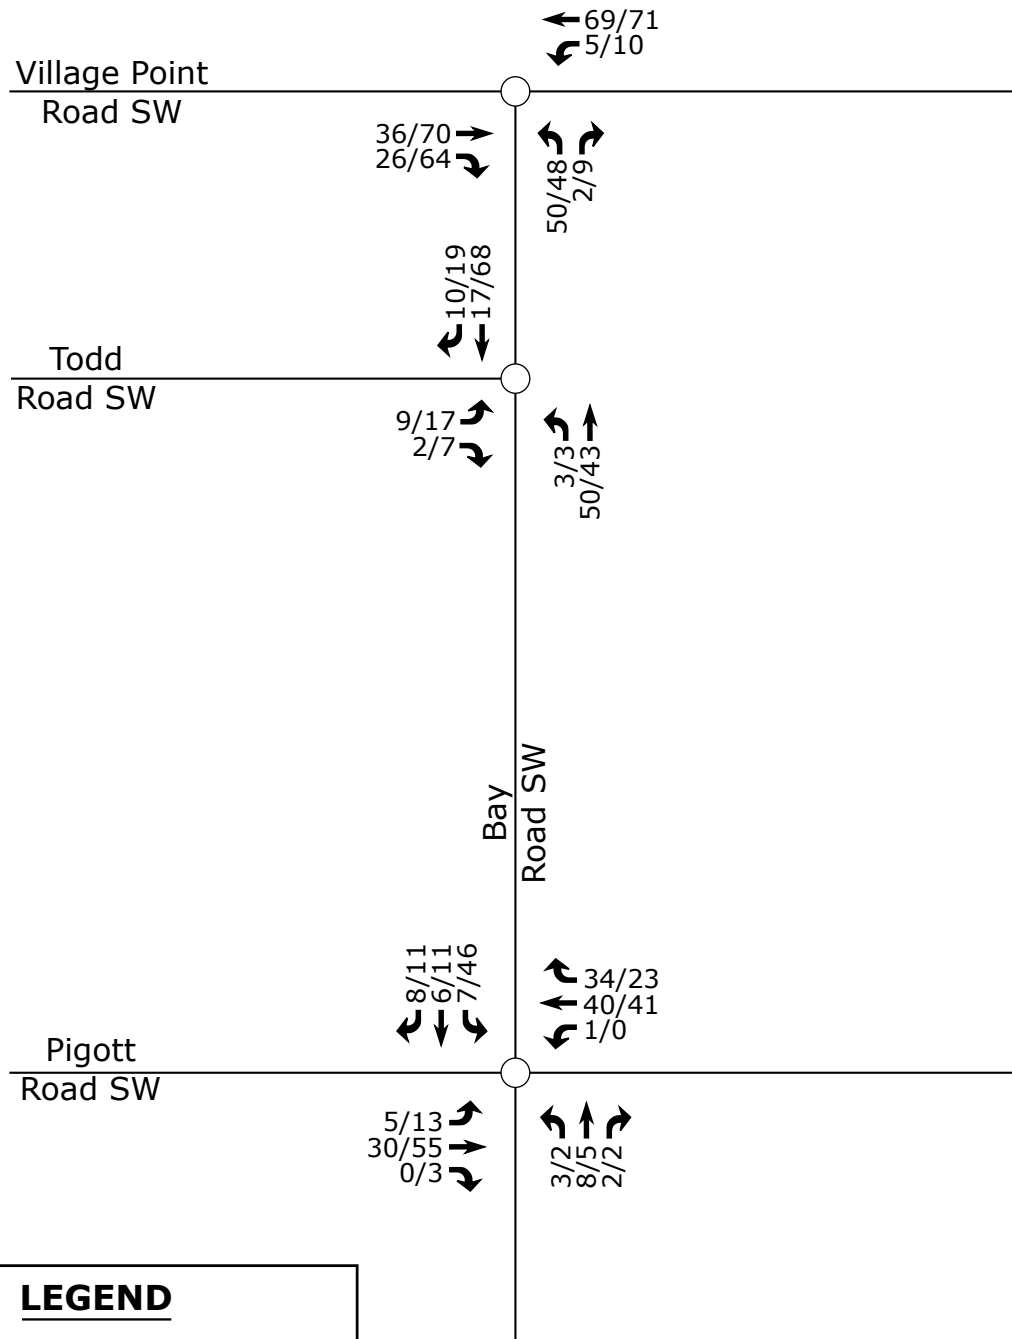 69/71
5/10
Village Point
Road SW
36/70
26/64
50/48
2/9
10/19
17/68
Todd
Road SW
9/17
2/7
3/3
50/43
Bay
Road SW
8/11
6/11
7/46
34/23
40/41
1/0
Pigott
Road SW
5/13
30/55
0/3
3/2
8/5
2/2
LEGEND